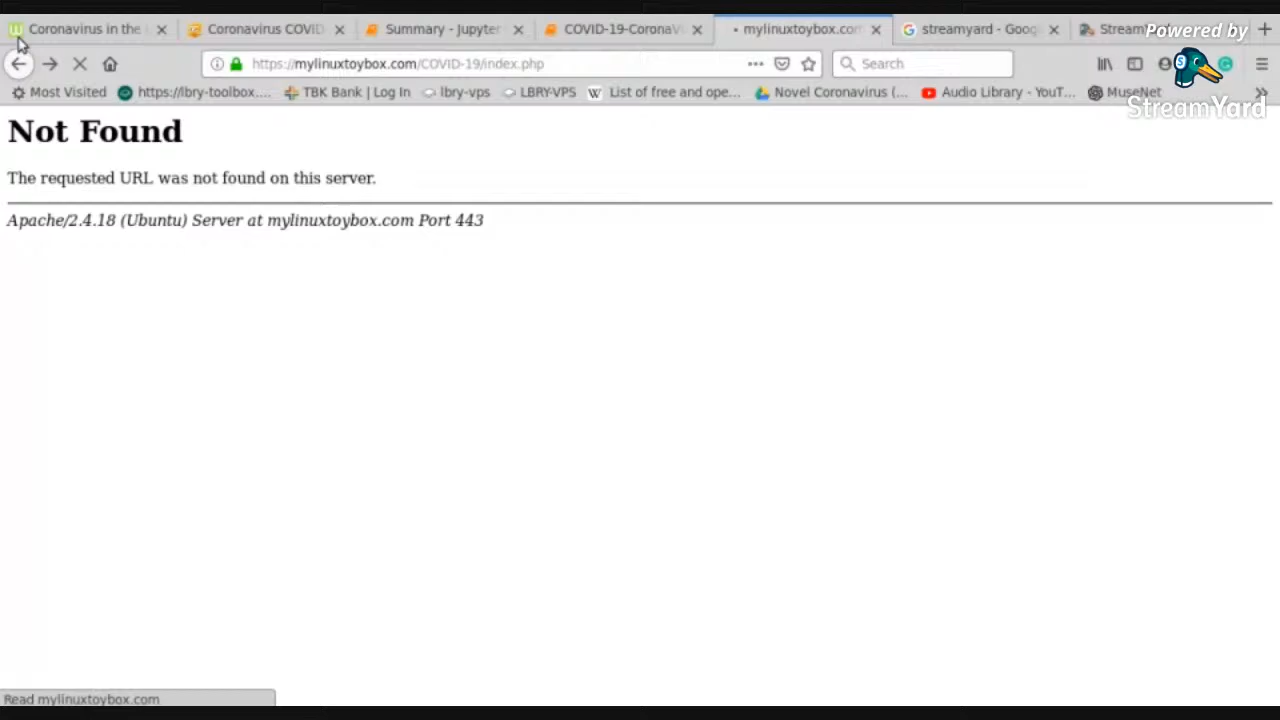 Coronavirus in the
Coronavirus COVID
Summary - Jupyter
COVID-19-CoronaV
mylinuxtoybox.com
streamyard - Goog
Stream
Powered by
https://mylinuxtoybox.com/COVID-19/index.php
Search
StreamYard
Most Visited
https://lbry-toolbox....
TBK Bank | Log In
lbry-vps
LBRY-VPS
W List of free and ope...
Novel Coronavirus (...
Audio Library - YouT...
MuseNet
Not Found
The requested URL was not found on this server.
Apache/2.4.18 (Ubuntu) Server at mylinuxtoybox.com Port 443
Read mylinuxtoybox.com